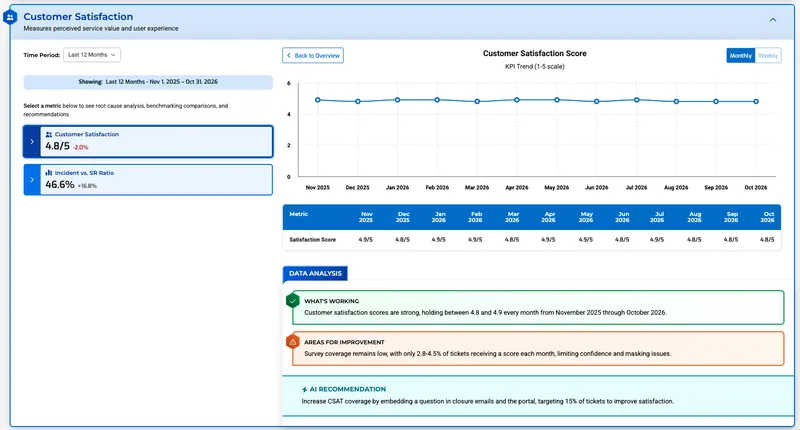 Customer Satisfaction
Measures perceived service value and user experience
Time Period: Last 12 Months
Showing: Last 12 Months - Nov 1, 2025 – Oct 31, 2026
Select a metric below to see root cause analysis, benchmarking comparisons, and
recommendations
Customer Satisfaction
4.8/5 -2.0%
Incident vs. SR Ratio
46.6% +16.8%
Back to Overview
Customer Satisfaction Score
KPI Trend (1-5 scale)
Monthly Weekly
6
4
2
0
Nov 2025 Dec 2025 Jan 2026 Feb 2026 Mar 2026 Apr 2026 May 2026 Jun 2026 Jul 2026 Aug 2026 Sep 2026 Oct 2026
Metric Nov 2025 Dec 2025 Jan 2026 Feb 2026 Mar 2026 Apr 2026 May 2026 Jun 2026 Jul 2026 Aug 2026 Sep 2026 Oct 2026
Satisfaction Score 4.9/5 4.8/5 4.9/5 4.9/5 4.8/5 4.9/5 4.9/5 4.8/5 4.9/5 4.8/5 4.8/5 4.8/5
DATA ANALYSIS
WHAT'S WORKING
Customer satisfaction scores are strong, holding between 4.8 and 4.9 every month from November 2025 through October 2026.
AREAS FOR IMPROVEMENT
Survey coverage remains low, with only 2.8-4.5% of tickets receiving a score each month, limiting confidence and masking issues.
AI RECOMMENDATION
Increase CSAT coverage by embedding a question in closure emails and the portal, targeting 15% of tickets to improve satisfaction.